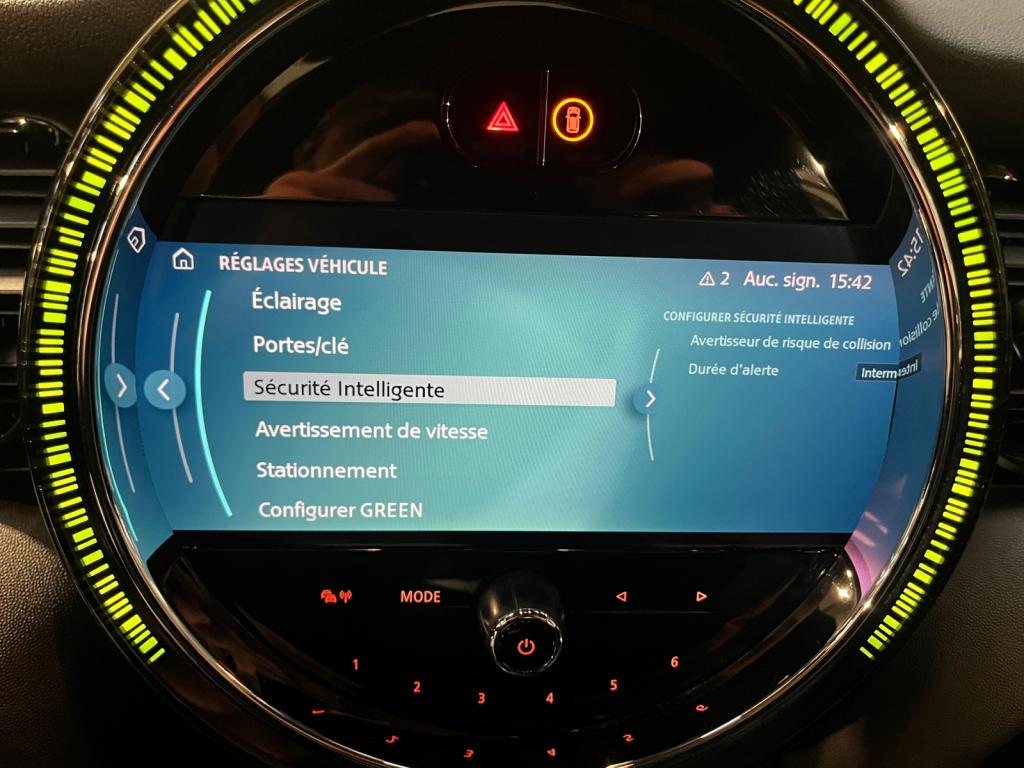 RÉGLAGES VÉHICULE
2 Auc. sign. 15:42
Éclairage
Portes/clé
Sécurité Intelligente
Avertissement de vitesse
Stationnement
Configurer GREEN
CONFIGURER SÉCURITÉ INTELLIGENTE
Avertisseur de risque de collision
Durée d'alerte
MODE
1
2
3
4
5
6